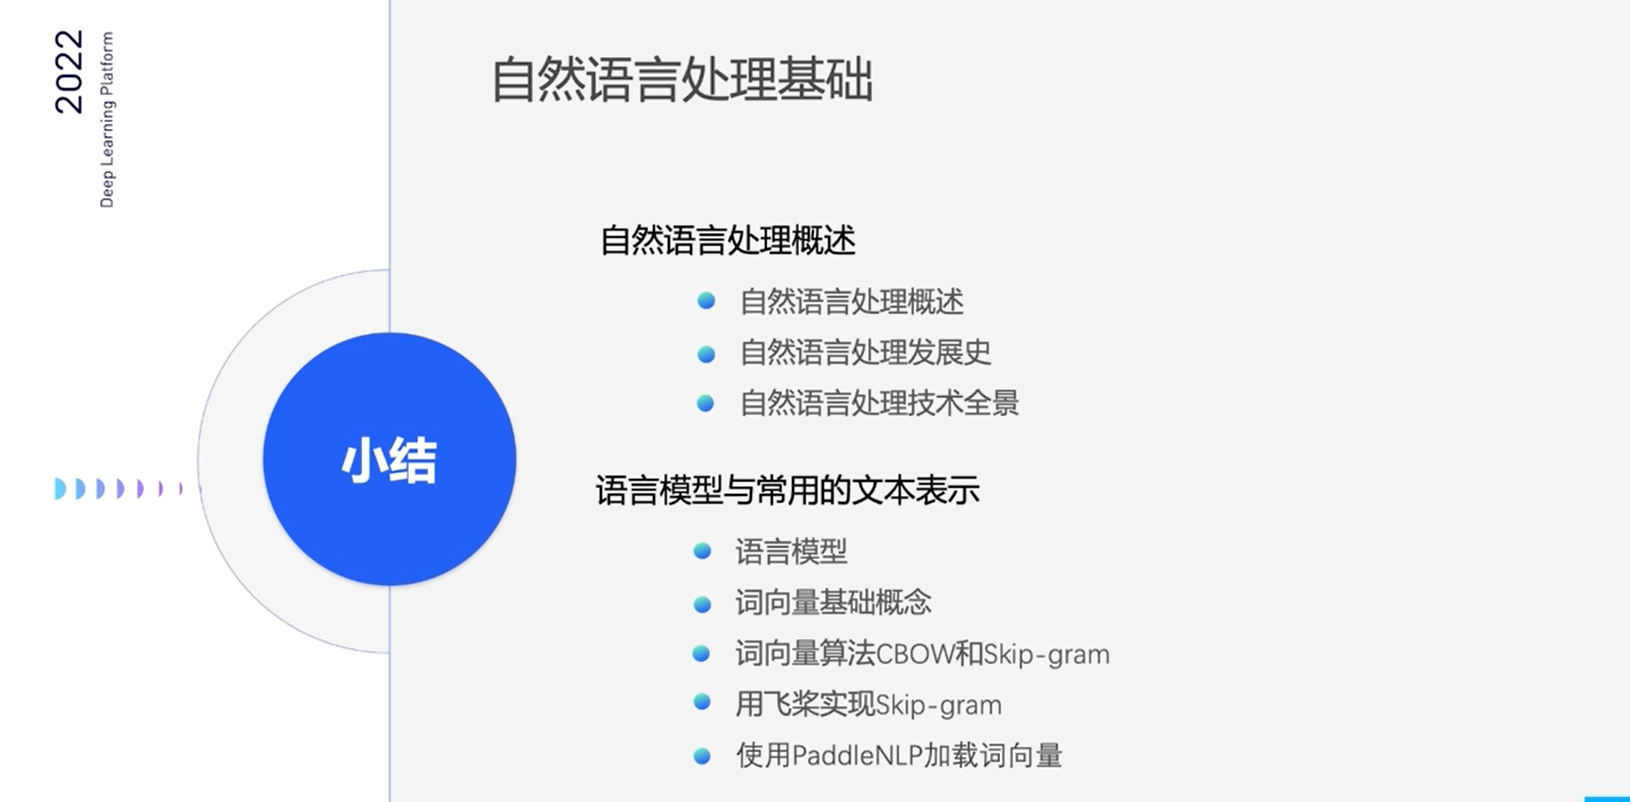 2022
Deep Learning Platform
自然语言处理基础
小结
自然语言处理概述
自然语言处理概述
自然语言处理发展史
自然语言处理技术全景
语言模型与常用的文本表示
语言模型
词向量基础概念
词向量算法CBOW和Skip-gram
用飞桨实现Skip-gram
使用PaddleNLP加载词向量